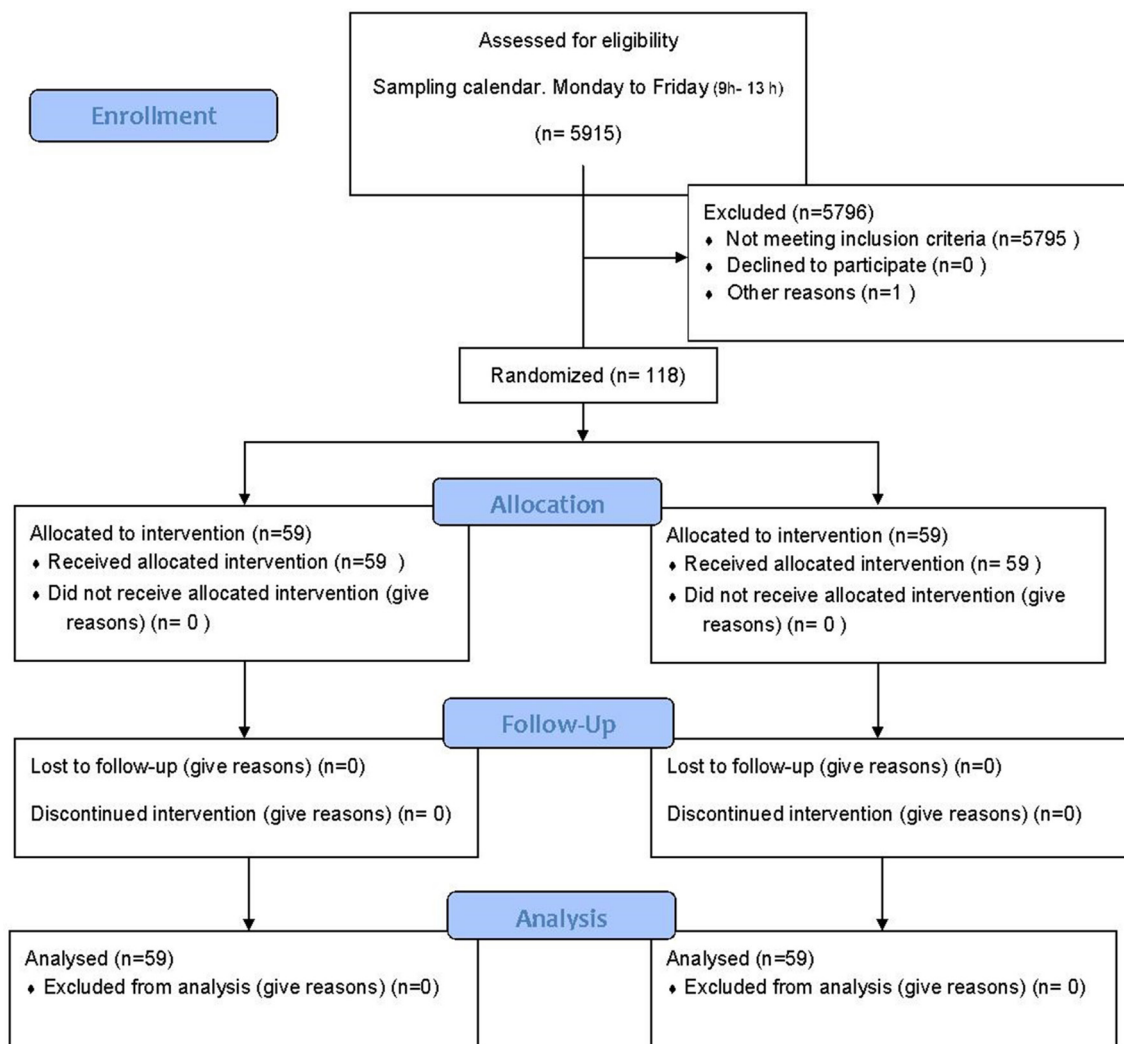 Assessed for eligibility
Sampling calendar. Monday to Friday (9h- 13 h)
(n= 5915)
Enrollment
Excluded (n=5796)
♦ Not meeting inclusion criteria (n=5795 )
♦ Declined to participate (n=0 )
♦ Other reasons (n=1 )
Randomized (n= 118)
Allocation
Allocated to intervention (n=59)
♦ Received allocated intervention (n=59 )
♦ Did not receive allocated intervention (give
reasons) (n= 0 )
Allocated to intervention (n=59)
♦ Received allocated intervention (n= 59 )
♦ Did not receive allocated intervention (give
reasons) (n= 0 )
Follow-Up
Lost to follow-up (give reasons) (n=0)
Discontinued intervention (give reasons) (n= 0)
Lost to follow-up (give reasons) (n=0)
Discontinued intervention (give reasons) (n=0)
Analysis
Analysed (n=59)
♦ Excluded from analysis (give reasons) (n=0)
Analysed (n=59)
♦ Excluded from analysis (give reasons) (n= 0)